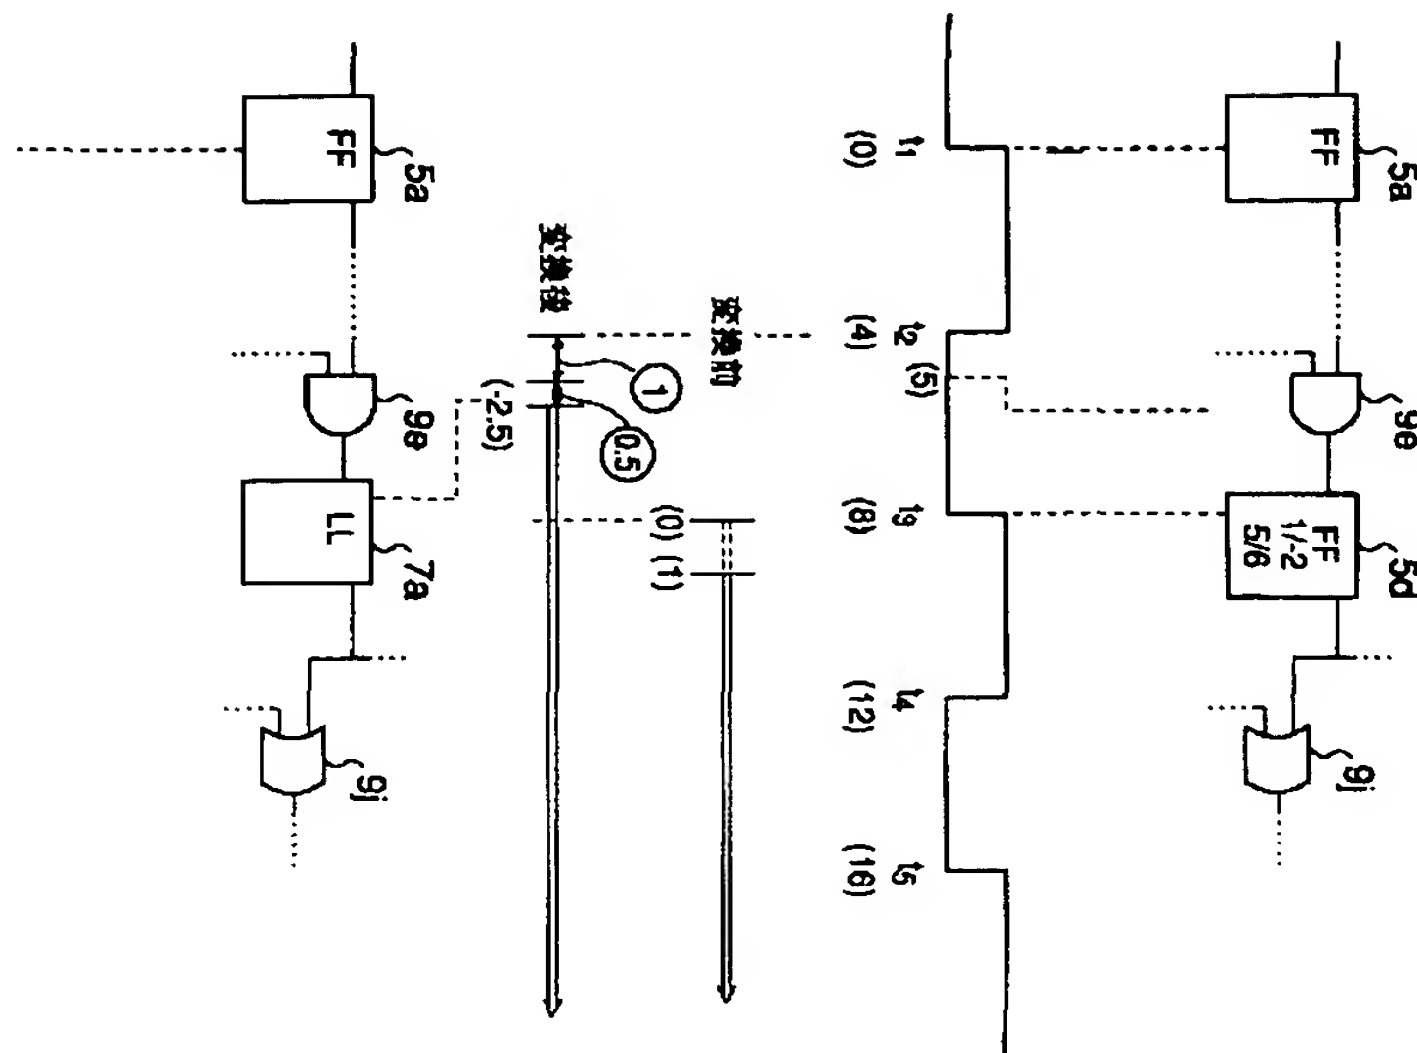 5a
9e
5d
9j
FF
FF
1/-2
5/6
(5)
t1 t2 t3 t4 t5
(0) (4) (8) (12) (16)
変換前
(0) (1)
1
0.5
変換後
(-2.5)
5a
9e
7a
9j
FF
LL